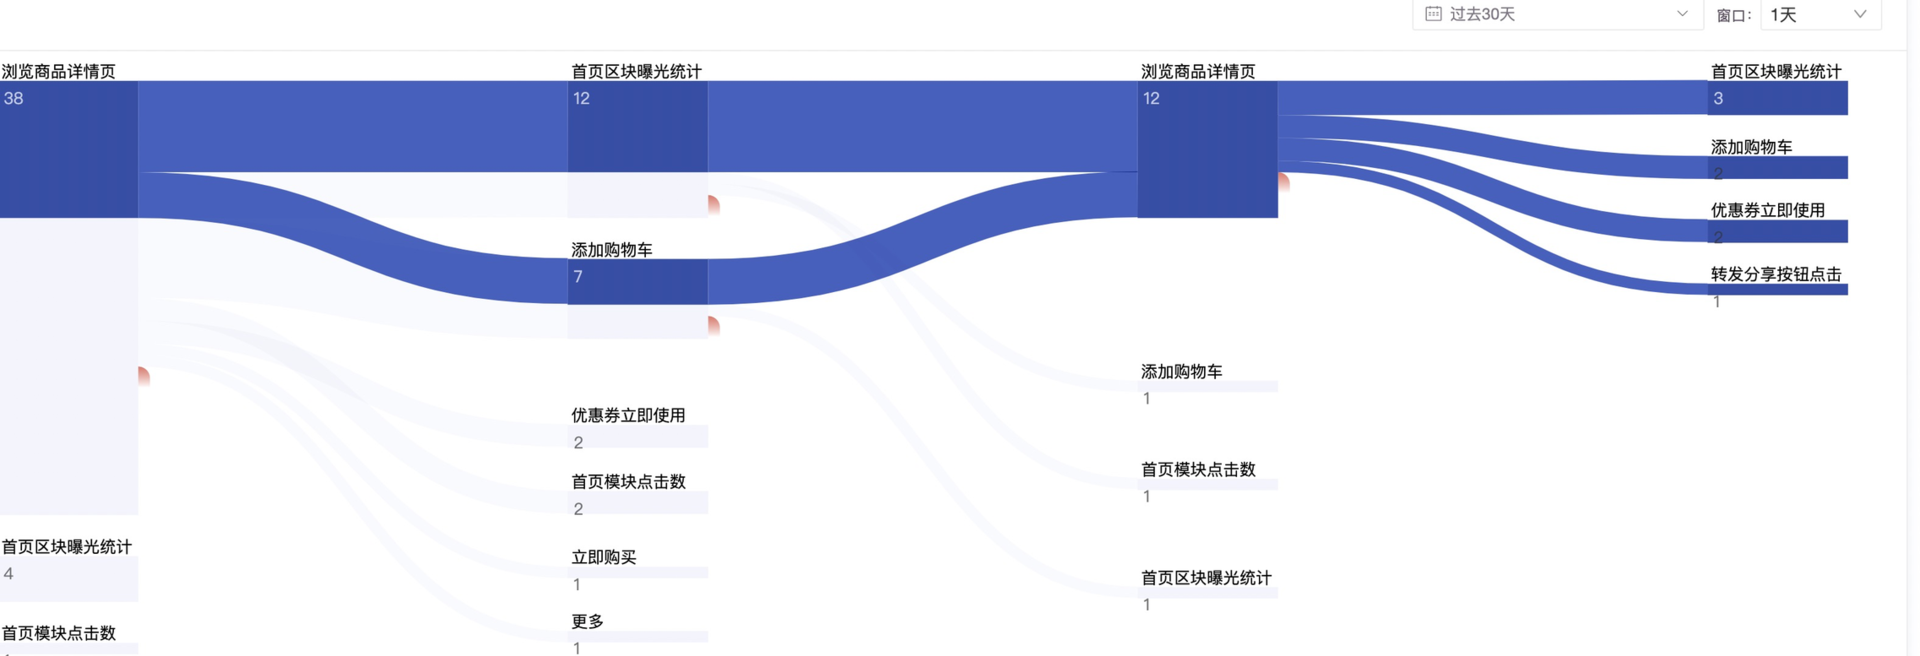 过去30天
窗口：
1天
浏览商品详情页
38
首页区块曝光统计
4
首页模块点击数
首页区块曝光统计
12
添加购物车
7
优惠券立即使用
2
首页模块点击数
2
立即购买
1
更多
1
浏览商品详情页
12
添加购物车
1
首页模块点击数
1
首页区块曝光统计
1
首页区块曝光统计
3
添加购物车
2
优惠券立即使用
2
转发分享按钮点击
1